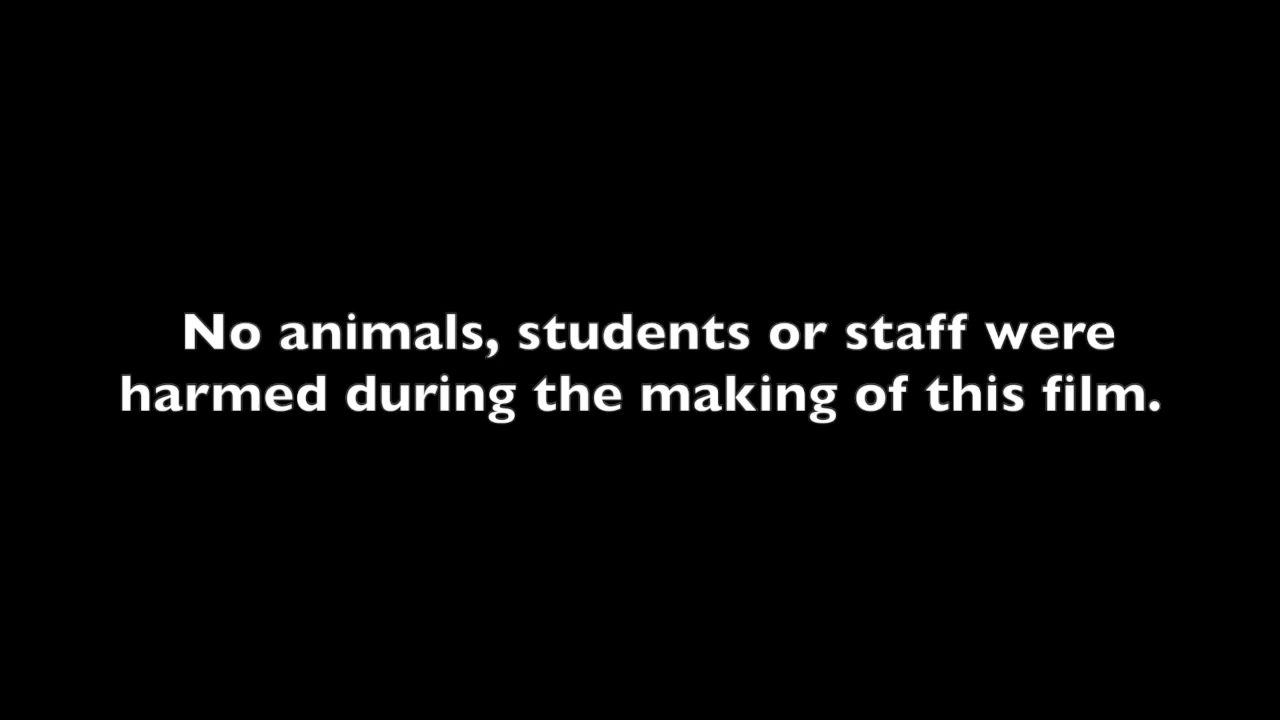 No animals, students or staff were
harmed during the making of this film.